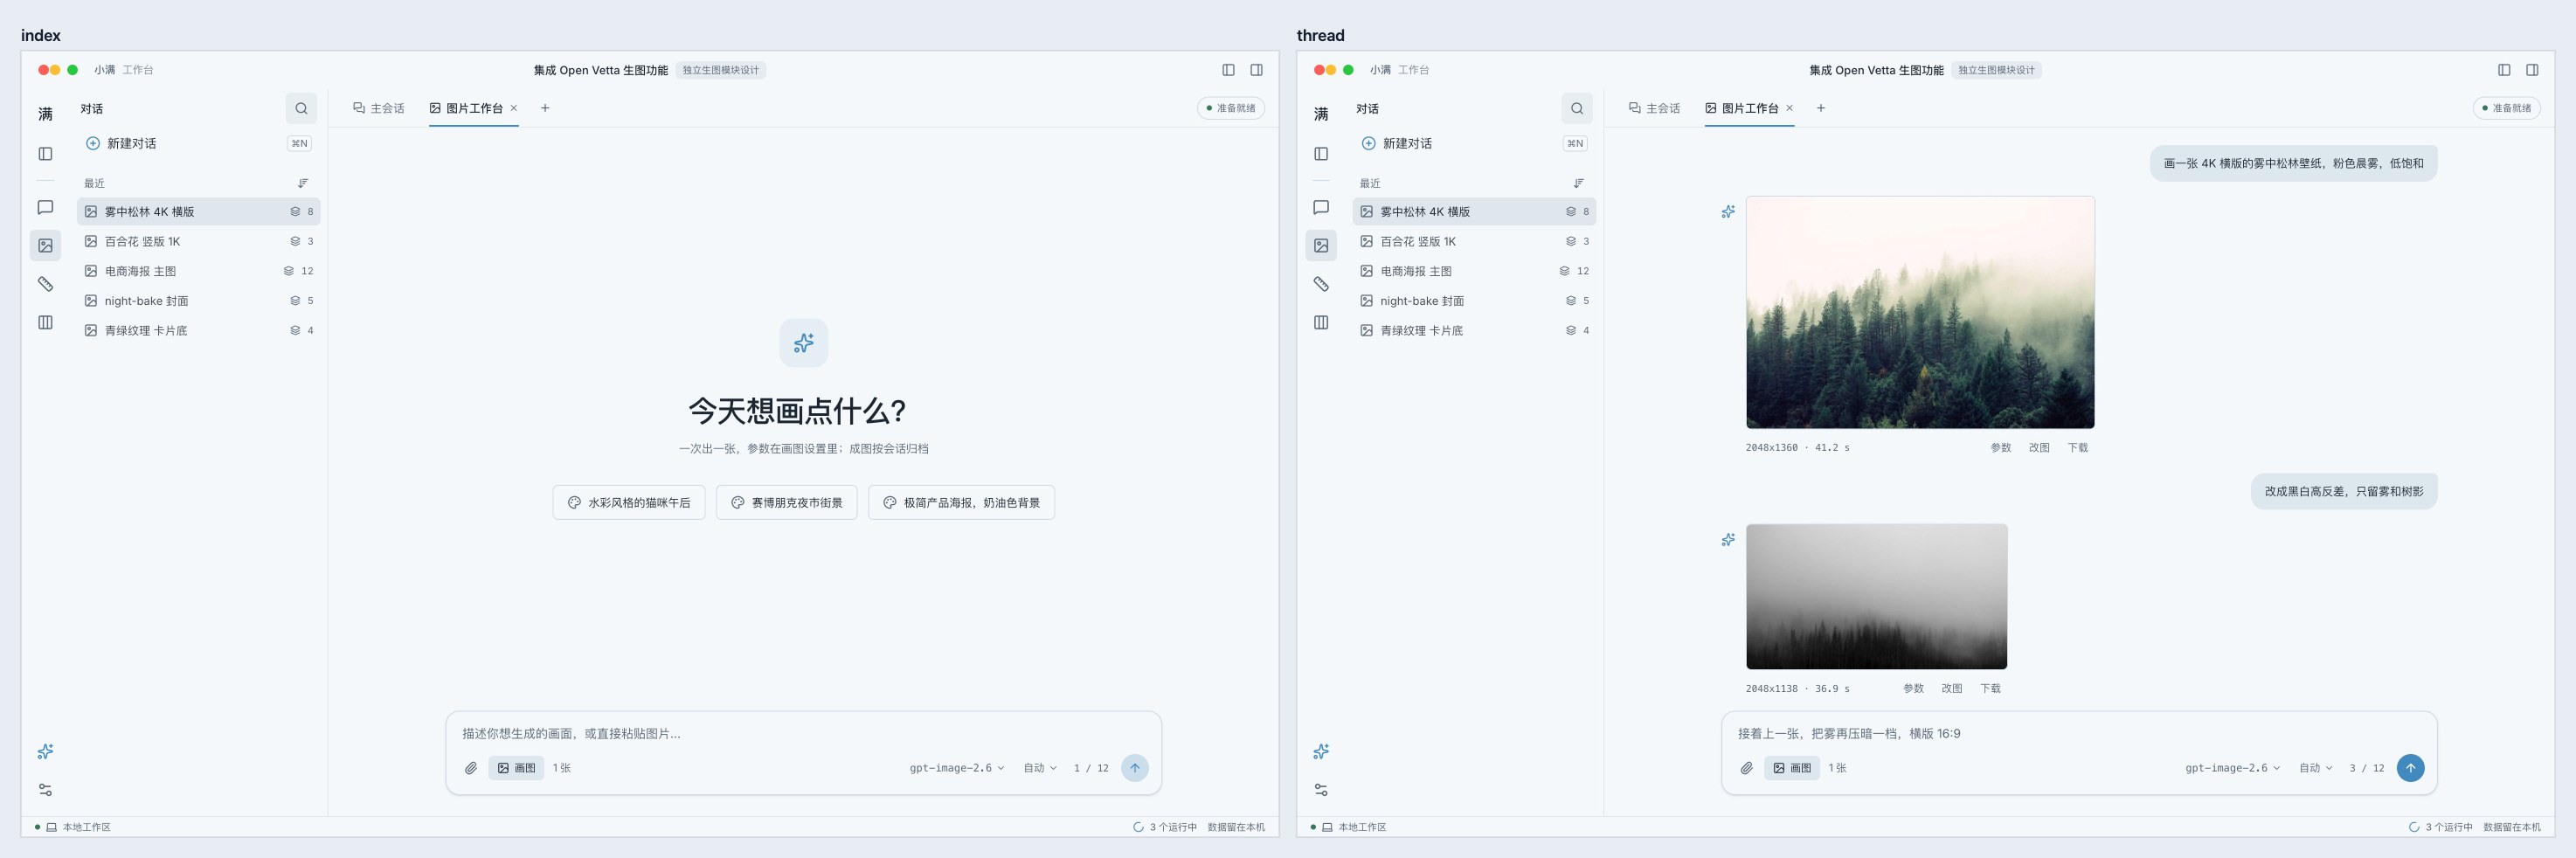 index
小满 工作台
集成 Open Vetta 生图功能 独立生图模块设计
满
对话
新建对话 ⌘N
最近
雾中松林 4K 横版 8
百合花 竖版 1K 3
电商海报 主图 12
night-bake 封面 5
青绿纹理 卡片底 4
主会话 图片工作台 × +
准备就绪
今天想画点什么?
一次出一张，参数在画图设置里；成图按会话归档
水彩风格的猫咪午后 赛博朋克夜市街景 极简产品海报，奶油色背景
描述你想生成的画面，或直接粘贴图片...
画图 1 张 gpt-image-2.6 自动 1 / 12
本地工作区 3 个运行中 数据留在本机
thread
小满 工作台
集成 Open Vetta 生图功能 独立生图模块设计
满
对话
新建对话 ⌘N
最近
雾中松林 4K 横版 8
百合花 竖版 1K 3
电商海报 主图 12
night-bake 封面 5
青绿纹理 卡片底 4
主会话 图片工作台 × +
准备就绪
画一张 4K 横版的雾中松林壁纸，粉色晨雾，低饱和
2048x1360 · 41.2 s 参数 改图 下载
改成黑白高反差，只留雾和树影
2048x1138 · 36.9 s 参数 改图 下载
接着上一张，把雾再压暗一档，横版 16:9
画图 1 张 gpt-image-2.6 自动 3 / 12
本地工作区 3 个运行中 数据留在本机